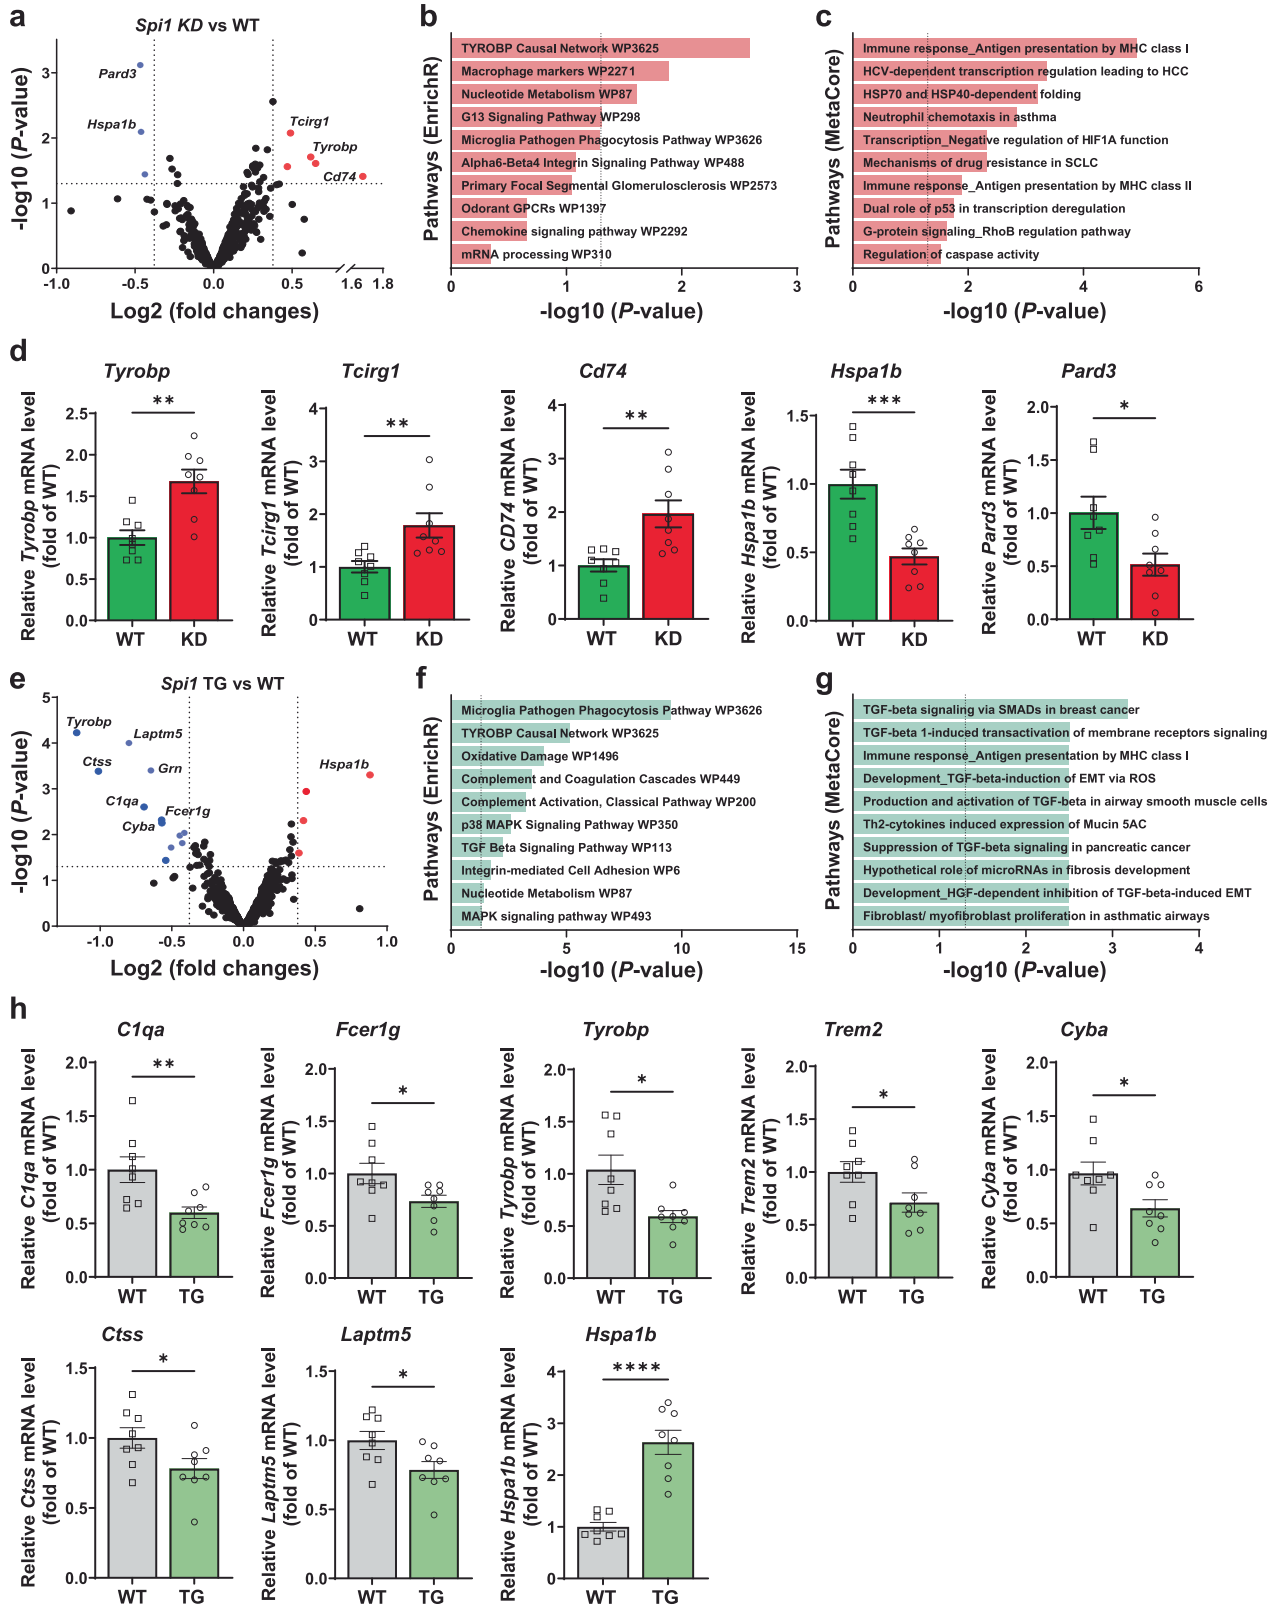 a
Spi1 KD vs WT
-log10 (P-value)
3
2
1
0
Pard3
Hspa1b
Tcirg1
Tyrobp
Cd74
-1.0
-0.5
0.0
0.5
1.6
1.8
Log2 (fold changes)
b
Pathways (EnrichR)
TYROBP Causal Network WP3625
Macrophage markers WP2271
Nucleotide Metabolism WP87
G13 Signaling Pathway WP298
Microglia Pathogen Phagocytosis Pathway WP3626
Alpha6-Beta4 Integrin Signaling Pathway WP488
Primary Focal Segmental Glomerulosclerosis WP2573
Odorant GPCRs WP1397
Chemokine signaling pathway WP2292
mRNA processing WP310
0
1
2
3
-log10 (P-value)
c
Pathways (MetaCore)
Immune response_Antigen presentation by MHC class I
HCV-dependent transcription regulation leading to HCC
HSP70 and HSP40-dependent folding
Neutrophil chemotaxis in asthma
Transcription_Negative regulation of HIF1A function
Mechanisms of drug resistance in SCLC
Immune response_Antigen presentation by MHC class II
Dual role of p53 in transcription deregulation
G-protein signaling_RhoB regulation pathway
Regulation of caspase activity
0
2
4
6
-log10 (P-value)
d
Tyrobp
Relative Tyrobp mRNA level
(fold of WT)
2.5
2.0
1.5
1.0
0.5
0.0
**
WT
KD
Tcirg1
Relative Tcirg1 mRNA level
(fold of WT)
4
3
2
1
0
**
WT
KD
Cd74
Relative CD74 mRNA level
(fold of WT)
4
3
2
1
0
**
WT
KD
Hspa1b
Relative Hspa1b mRNA level
(fold of WT)
1.5
1.0
0.5
0.0
***
WT
KD
Pard3
Relative Pard3 mRNA level
(fold of WT)
2.0
1.5
1.0
0.5
0.0
*
WT
KD
e
Spi1 TG vs WT
-log10 (P-value)
5
4
3
2
1
0
Tyrobp
Laptm5
Ctss
Grn
C1qa
Fcer1g
Cyba
Hspa1b
-1.0
-0.5
0.0
0.5
1.0
Log2 (fold changes)
f
Pathways (EnrichR)
Microglia Pathogen Phagocytosis Pathway WP3626
TYROBP Causal Network WP3625
Oxidative Damage WP1496
Complement and Coagulation Cascades WP449
Complement Activation, Classical Pathway WP200
p38 MAPK Signaling Pathway WP350
TGF Beta Signaling Pathway WP113
Integrin-mediated Cell Adhesion WP6
Nucleotide Metabolism WP87
MAPK signaling pathway WP493
0
5
10
15
-log10 (P-value)
g
Pathways (MetaCore)
TGF-beta signaling via SMADs in breast cancer
TGF-beta 1-induced transactivation of membrane receptors signaling
Immune response_Antigen presentation by MHC class I
Development_TGF-beta-induction of EMT via ROS
Production and activation of TGF-beta in airway smooth muscle cells
Th2-cytokines induced expression of Mucin 5AC
Suppression of TGF-beta signaling in pancreatic cancer
Hypothetical role of microRNAs in fibrosis development
Development_HGF-dependent inhibition of TGF-beta-induced EMT
Fibroblast/ myofibroblast proliferation in asthmatic airways
0
1
2
3
4
-log10 (P-value)
h
C1qa
Relative C1qa mRNA level
(fold of WT)
2.0
1.5
1.0
0.5
0.0
**
WT
TG
Fcer1g
Relative Fcer1g mRNA level
(fold of WT)
2.0
1.5
1.0
0.5
0.0
*
WT
TG
Tyrobp
Relative Tyrobp mRNA level
(fold of WT)
2.0
1.5
1.0
0.5
0.0
*
WT
TG
Trem2
Relative Trem2 mRNA level
(fold of WT)
2.0
1.5
1.0
0.5
0.0
*
WT
TG
Cyba
Relative Cyba mRNA level
(fold of WT)
2.0
1.5
1.0
0.5
0.0
*
WT
TG
Ctss
Relative Ctss mRNA level
(fold of WT)
1.5
1.0
0.5
0.0
*
WT
TG
Laptm5
Relative Laptm5 mRNA level
(fold of WT)
1.5
1.0
0.5
0.0
*
WT
TG
Hspa1b
Relative Hspa1b mRNA level
(fold of WT)
4
3
2
1
0
****
WT
TG